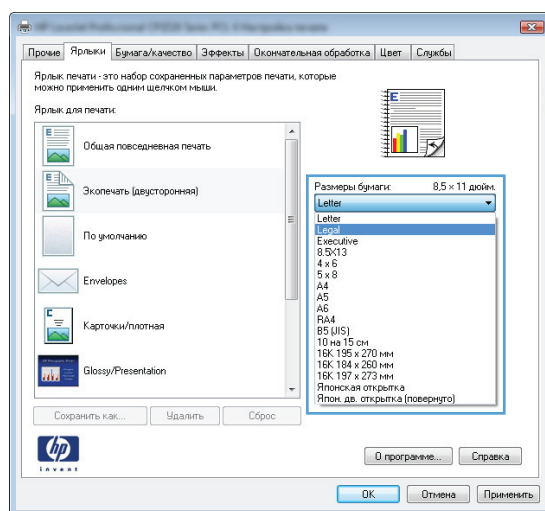 Прочие Ярлыки Бумага/качество Эффекты Окончательная обработка Цвет Службы
Ярлык печати - это набор сохраненных параметров печати, которые
можно применить одним щелчком мыши.
Ярлык для печати:
Общая повседневная печать
Экопечать (двусторонняя)
По умолчанию
Envelopes
Карточки/плотная
Glossy/Presentation
Сохранить как... Удалить Сброс
Размеры бумаги: 8,5 × 11 дюйм.
Letter
Letter
Legal
Executive
8.5X13
4 x 6
5 x 8
A4
A5
A6
RA4
B5 (JIS)
10 на 15 см
16K 195 x 270 мм
16K 184 x 260 мм
16K 197 x 273 мм
Японская открытка
Япон. дв. открытка (повернуто)
hp
invent
О программе... Справка
OK Отмена Применить